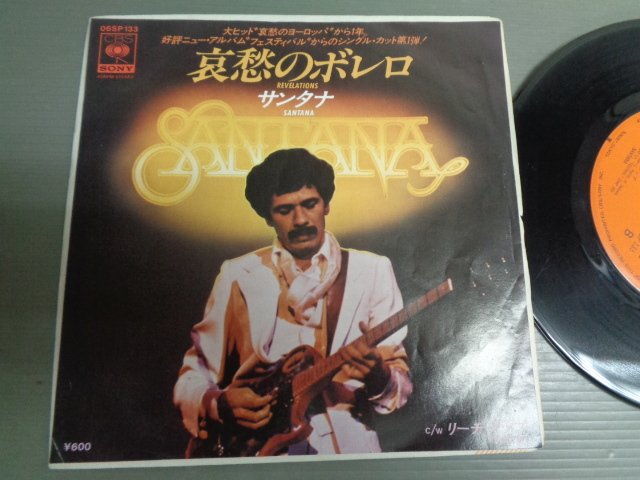 06SP 133
CBS
SONY
大ヒット"哀愁のヨーロッパ"から1年。
好評ニュー・アルバム"フェスティバル"からのシングル・カット第1弾!
哀愁のボレロ
REVELATIONS
サンタナ
SANTANA
SANTANA
¥600
c/w リーチ
B